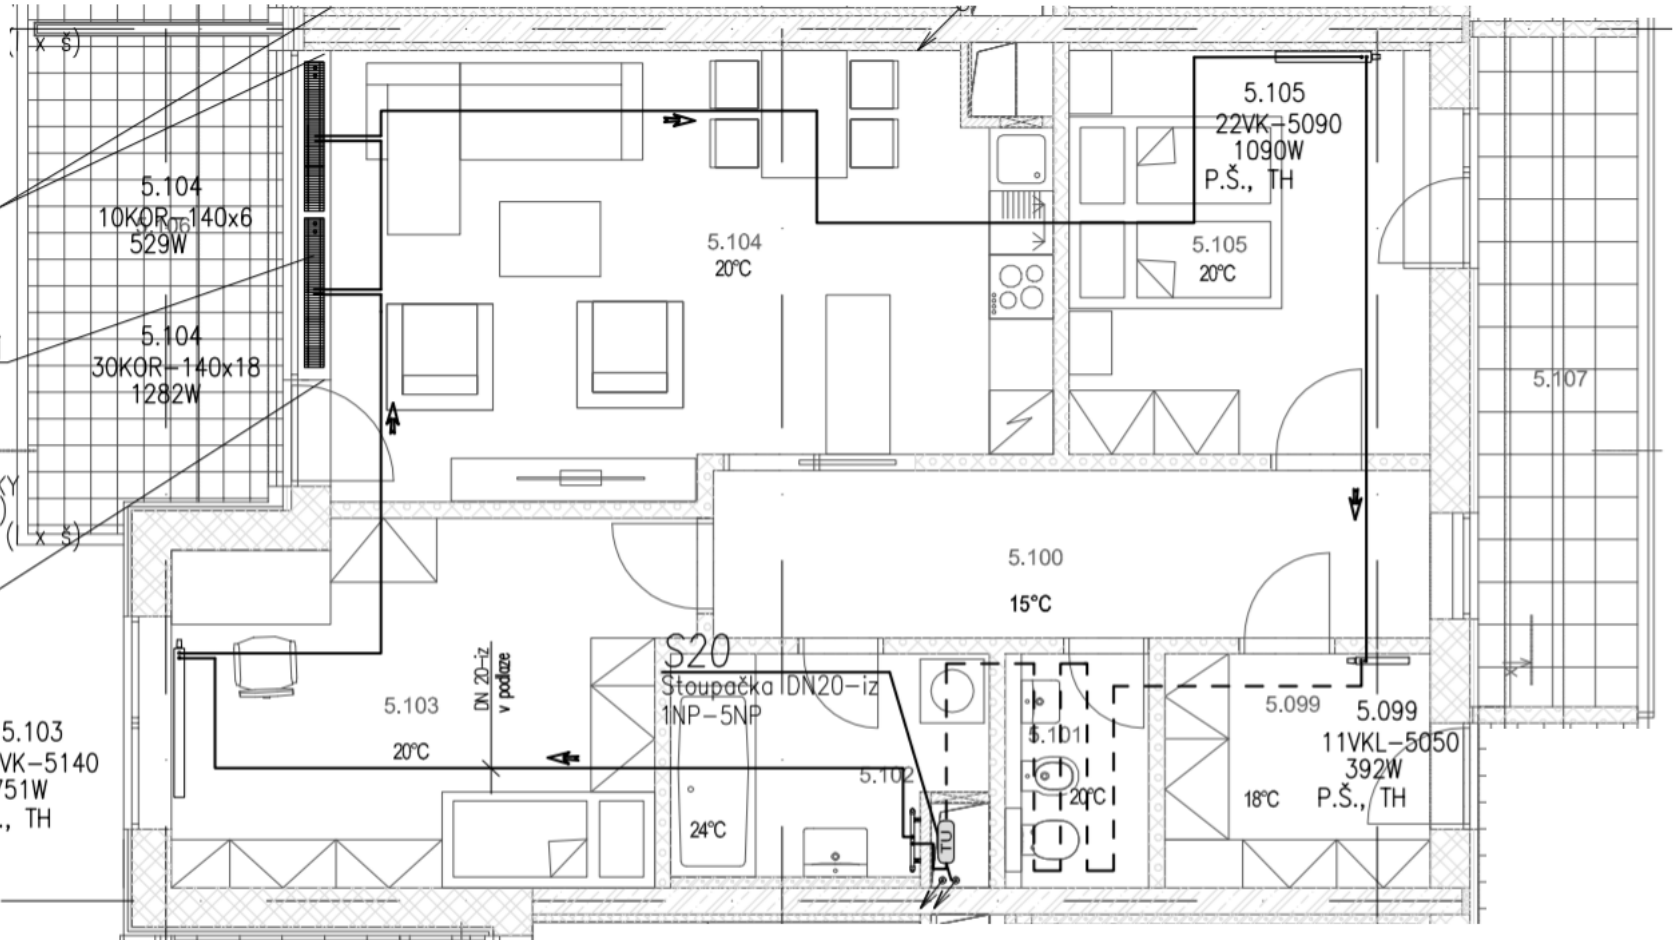 x Š)
5.105
22VK-5090
1090W
P.Š., TH
5.104
10KOR-140x6
5.106
529W
5.104
20°C
5.105
20°C
5.104
30KOR-140x18
1282W
5.107
KY
)
( x Š)
5.100
15°C
S20
Stoupačka DN20-iz
1NP-5NP
DN 20-iz
v podlaze
5.103
20°C
5.103
VK-5140
751W
., TH
5.102
24°C
TU
5.101
20°C
5.099
18°C
5.099
11VKL-5050
392W
P.Š., TH
x